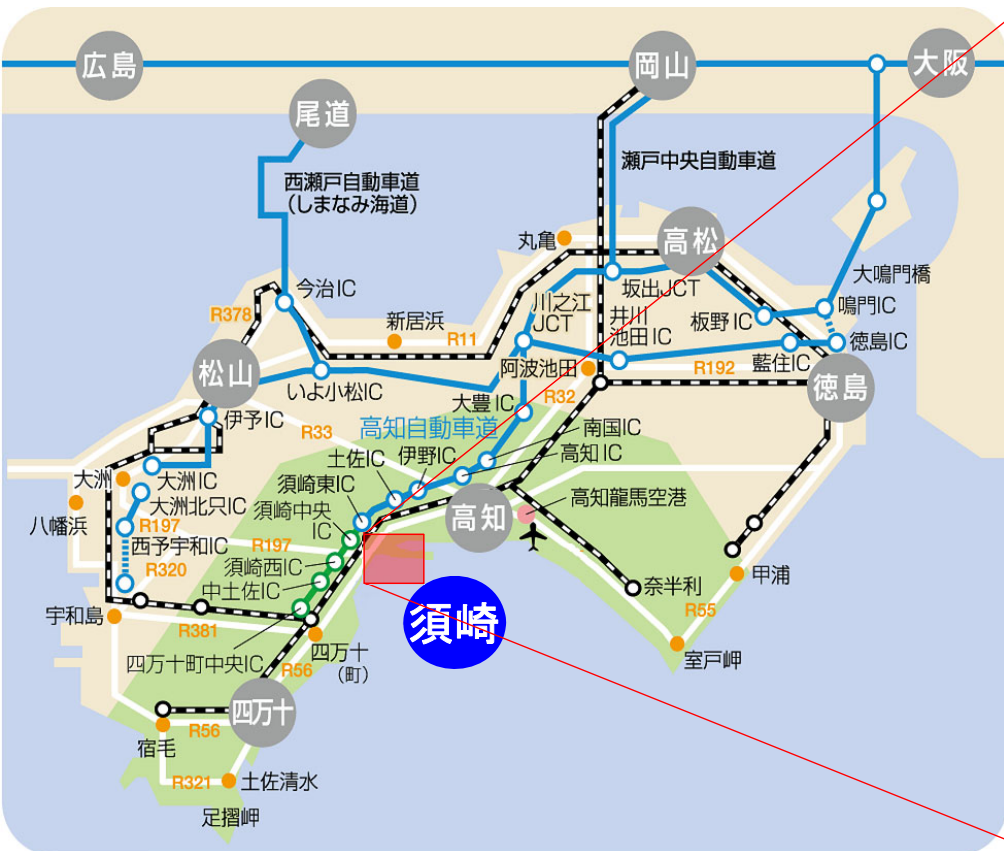 広島
岡山
大阪
尾道
瀬戸中央自動車道
西瀬戸自動車道
(しまなみ海道)
丸亀
高松
大鳴門橋
今治IC
坂出JCT
川之江
JCT
井川
池田IC
板野IC
鳴門IC
R378
新居浜
R11
徳島IC
藍住IC
R192
松山
いよ小松IC
阿波池田
徳島
R32
大豊IC
伊予IC
R33
高知自動車道
南国IC
伊野IC
高知IC
土佐IC
大洲
大洲IC
須崎東IC
大洲北只IC
高知龍馬空港
八幡浜
須崎中央
IC
高知
R197
R197
西予宇和IC
須崎西IC
R320
中土佐IC
甲浦
奈半利
宇和島
須崎
R55
R381
四万十町中央IC
四万十
(町)
室戸岬
R56
四万十
R56
宿毛
R321
土佐清水
足摺岬